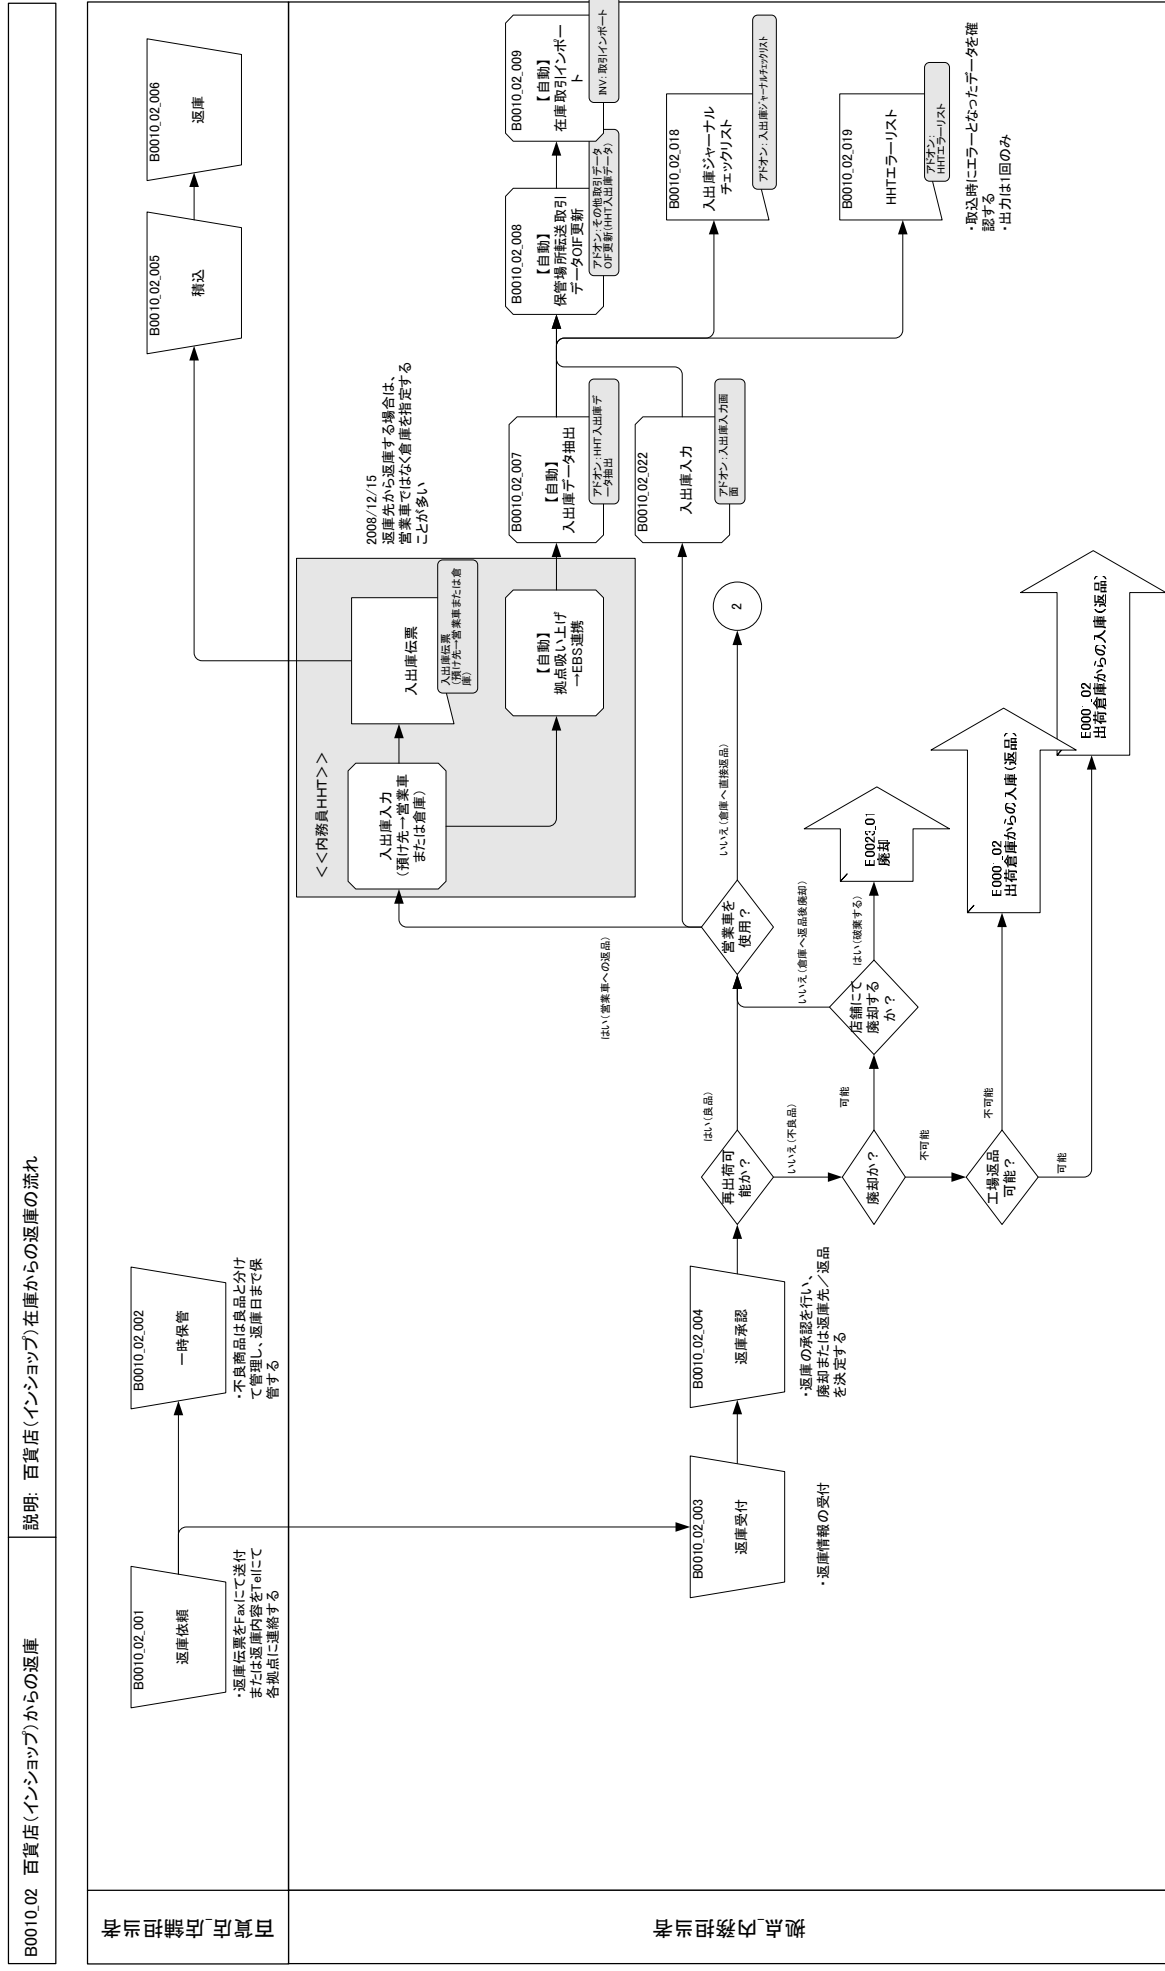 B0010_02　百貨店(インショップ)からの返庫
説明:　百貨店(インショップ)在庫からの返庫の流れ
百貨店_店舗担当者
B0010_02_001
返庫依頼
・返庫伝票をFaxにて送付
または返庫内容をTelにて
各拠点に連絡する
B0010_02_002
一時保管
・不良商品は良品と分け
て管理し、返庫日まで保
管する
B0010_02_005
積込
B0010_02_006
返庫
拠点_内務担当者
B0010_02_003
返庫受付
・返庫情報の受付
B0010_02_004
返庫承認
・返庫の承認を行い、
廃却または返庫先／返品
を決定する
再出荷可
能か？
はい(良品)
いいえ(不良品)
廃却か？
可能
不可能
工場返品
可能？
不可能
可能
店舗にて
廃却する
か？
いいえ(倉庫へ返品後廃却)
はい(破棄する)
営業車を
使用？
はい(営業車への返品)
いいえ(倉庫へ直接返品)
2
E0023_01
廃却
出荷倉庫からの入庫(返品)
出荷倉庫からの入庫(返品)
<<内務員HHT>>
入出庫入力
(預け先→営業車
または倉庫)
入出庫伝票
入出庫伝票
(預け先→営業車または倉
庫)
【自動】
拠点吸い上げ
→EBS連携
2008/12/15
返庫先から返庫する場合は、
営業車ではなく倉庫を指定する
ことが多い
B0010_02_007
【自動】
入出庫データ抽出
アドオン:HHT入出庫デ
ータ抽出
B0010_02_022
入出庫入力
アドオン:入出庫入力画
面
B0010_02_008
【自動】
保管場所転送取引
データOIF更新
アドオン:その他取引データ
OIF更新(HHT入出庫データ)
B0010_02_009
【自動】
在庫取引インポー
ト
INV:取引インポート
B0010_02_018
入出庫ジャーナル
チェックリスト
アドオン:入出庫ジャーナルチェックリスト
B0010_02_019
HHTエラーリスト
アドオン:
HHTエラーリスト
・取込時にエラーとなったデータを確
認する
・出力は1回のみ